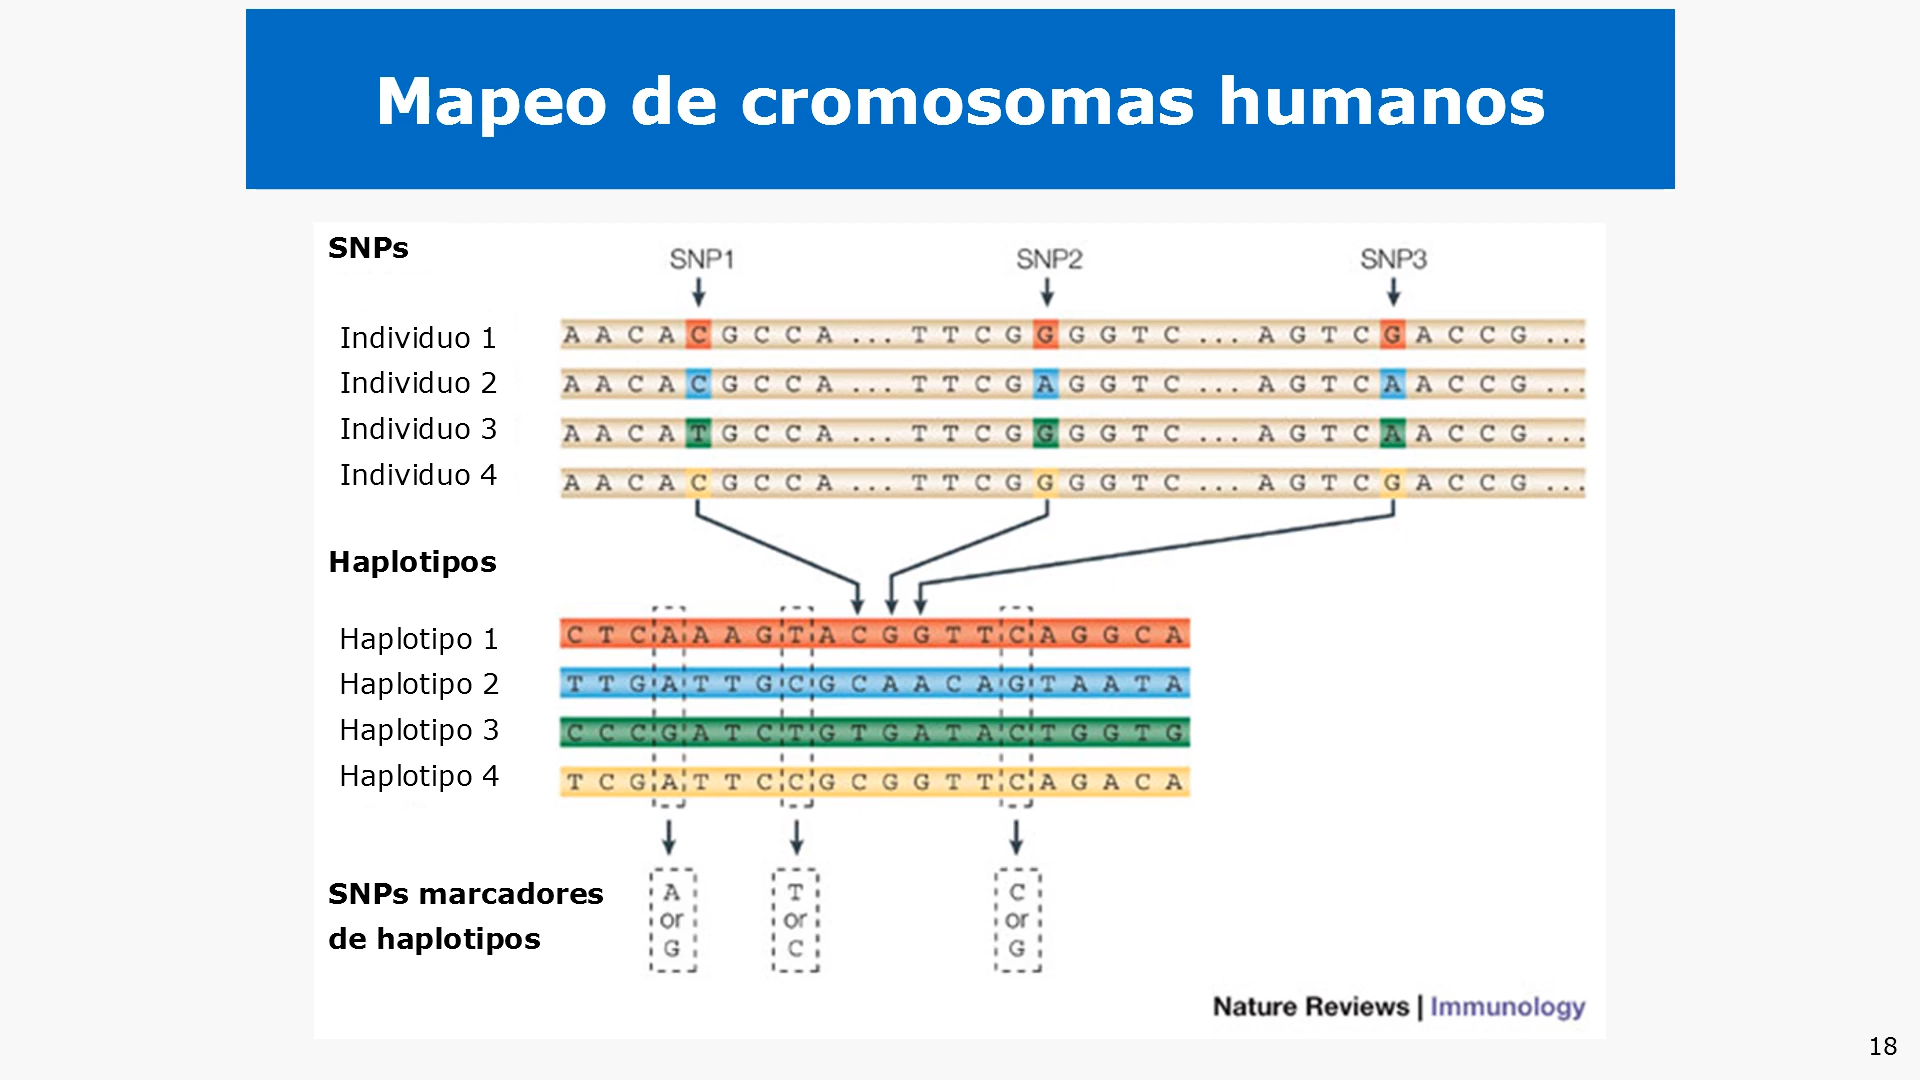 Mapeo de cromosomas humanos
SNPs
SNP1 SNP2 SNP3
Individuo 1 A A C A C G C C A ... T T C G G G G T C ... A G T C G A C C G ...
Individuo 2 A A C A C G C C A ... T T C G A G G T C ... A G T C A A C C G ...
Individuo 3 A A C A T G C C A ... T T C G G G G T C ... A G T C A A C C G ...
Individuo 4 A A C A C G C C A ... T T C G G G G T C ... A G T C G A C C G ...
Haplotipos
Haplotipo 1 C T C A A A G T A C G G T T C A G G C A
Haplotipo 2 T T G A T T G C G C A A C A G T A A T A
Haplotipo 3 C C C G A T C T G T G A T A C T G G T G
Haplotipo 4 T C G A T T C C G C G G T T C A G A C A
SNPs marcadores
de haplotipos
A T C
or or or
G C G
Nature Reviews | Immunology
18